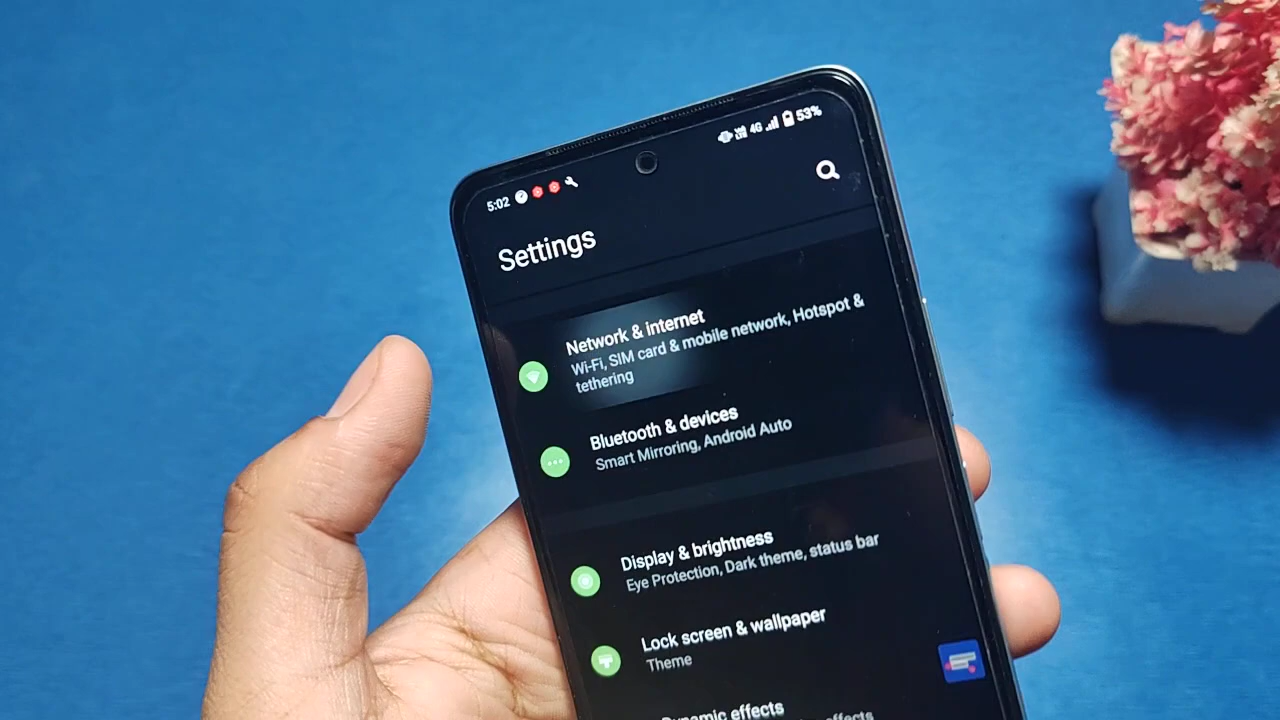 5:02
4G 53%
Settings
Network & internet
Wi-Fi, SIM card & mobile network, Hotspot &
tethering
Bluetooth & devices
Smart Mirroring, Android Auto
Display & brightness
Eye Protection, Dark theme, status bar
Lock screen & wallpaper
Theme
Dynamic effects
effects